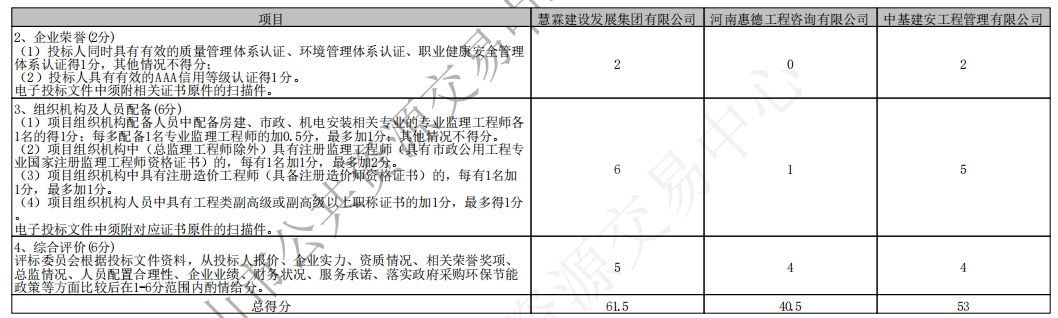 项目 慧霖建设发展集团有限公司 河南惠德工程咨询有限公司 中基建安工程管理有限公司
2、企业荣誉(2分)
（1）投标人同时具有有效的质量管理体系认证、环境管理体系认证、职业健康安全管理
体系认证得1分，其他情况不得分；
（2）投标人具有有效的AAA信用等级认证得1分。
电子投标文件中须附相关证书原件的扫描件。
2 0 2
3、组织机构及人员配备(6分)
（1）项目组织机构配备人员中配备房建、市政、机电安装相关专业的专业监理工程师各
1名的得1分；每多配备1名专业监理工程师的加0.5分，最多加1分；其他情况不得分。
（2）项目组织机构中（总监理工程师除外）具有注册监理工程师（具有市政公用工程专
业国家注册监理工程师资格证书）的，每有1名加1分，最多加2分。
（3）项目组织机构中具有注册造价工程师（具备注册造价师资格证书）的，每有1名加
1分，最多加1分。
（4）项目组织机构人员中具有工程类副高级或副高级以上职称证书的加1分，最多得1分
。
电子投标文件中须附对应证书原件的扫描件。
6 1 5
4、综合评价(6分)
评标委员会根据投标文件资料，从投标人报价、企业实力、资质情况、相关荣誉奖项、
总监情况、人员配置合理性、企业业绩、财务状况、服务承诺、落实政府采购环保节能
政策等方面比较后在1-6分范围内酌情给分。
5 4 4
总得分 61.5 40.5 53
市公共资源交易中
资源交易中心